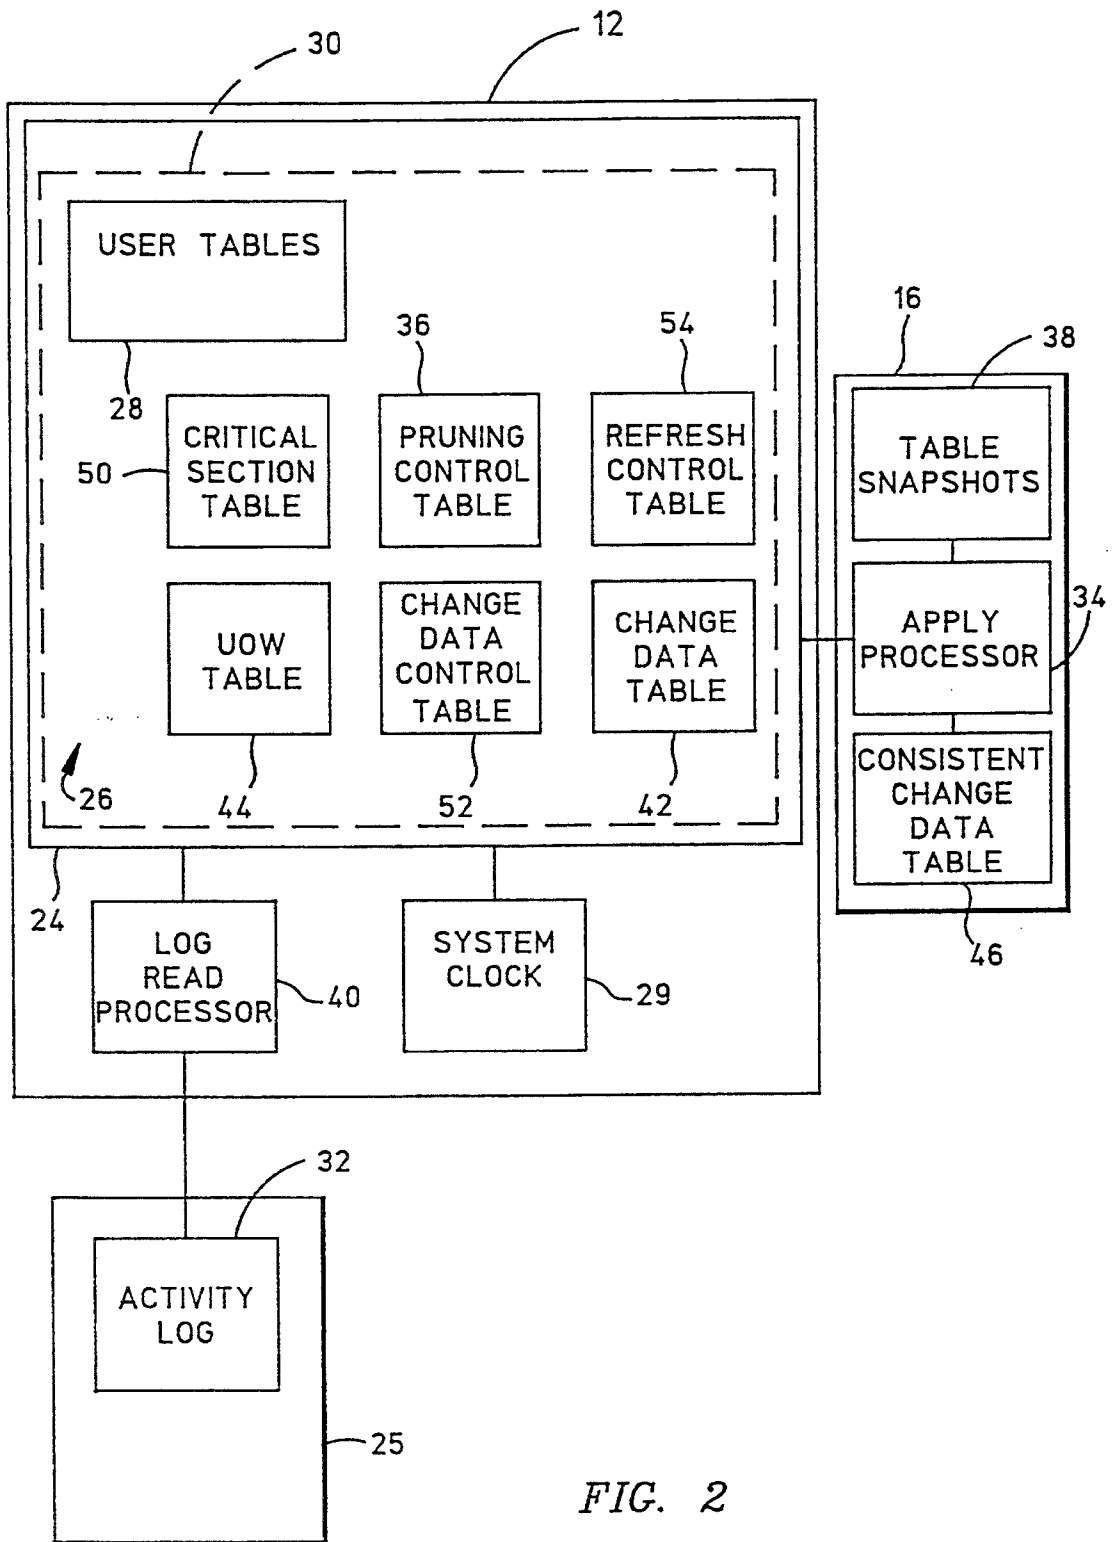 12
30
USER TABLES
28
16
38
36
54
50
CRITICAL
SECTION
TABLE
PRUNING
CONTROL
TABLE
REFRESH
CONTROL
TABLE
TABLE
SNAPSHOTS
UOW
TABLE
CHANGE
DATA
CONTROL
TABLE
CHANGE
DATA
TABLE
APPLY
PROCESSOR
34
26
44
52
42
CONSISTENT
CHANGE
DATA
TABLE
24
46
LOG
READ
PROCESSOR
40
SYSTEM
CLOCK
29
32
ACTIVITY
LOG
25
FIG. 2